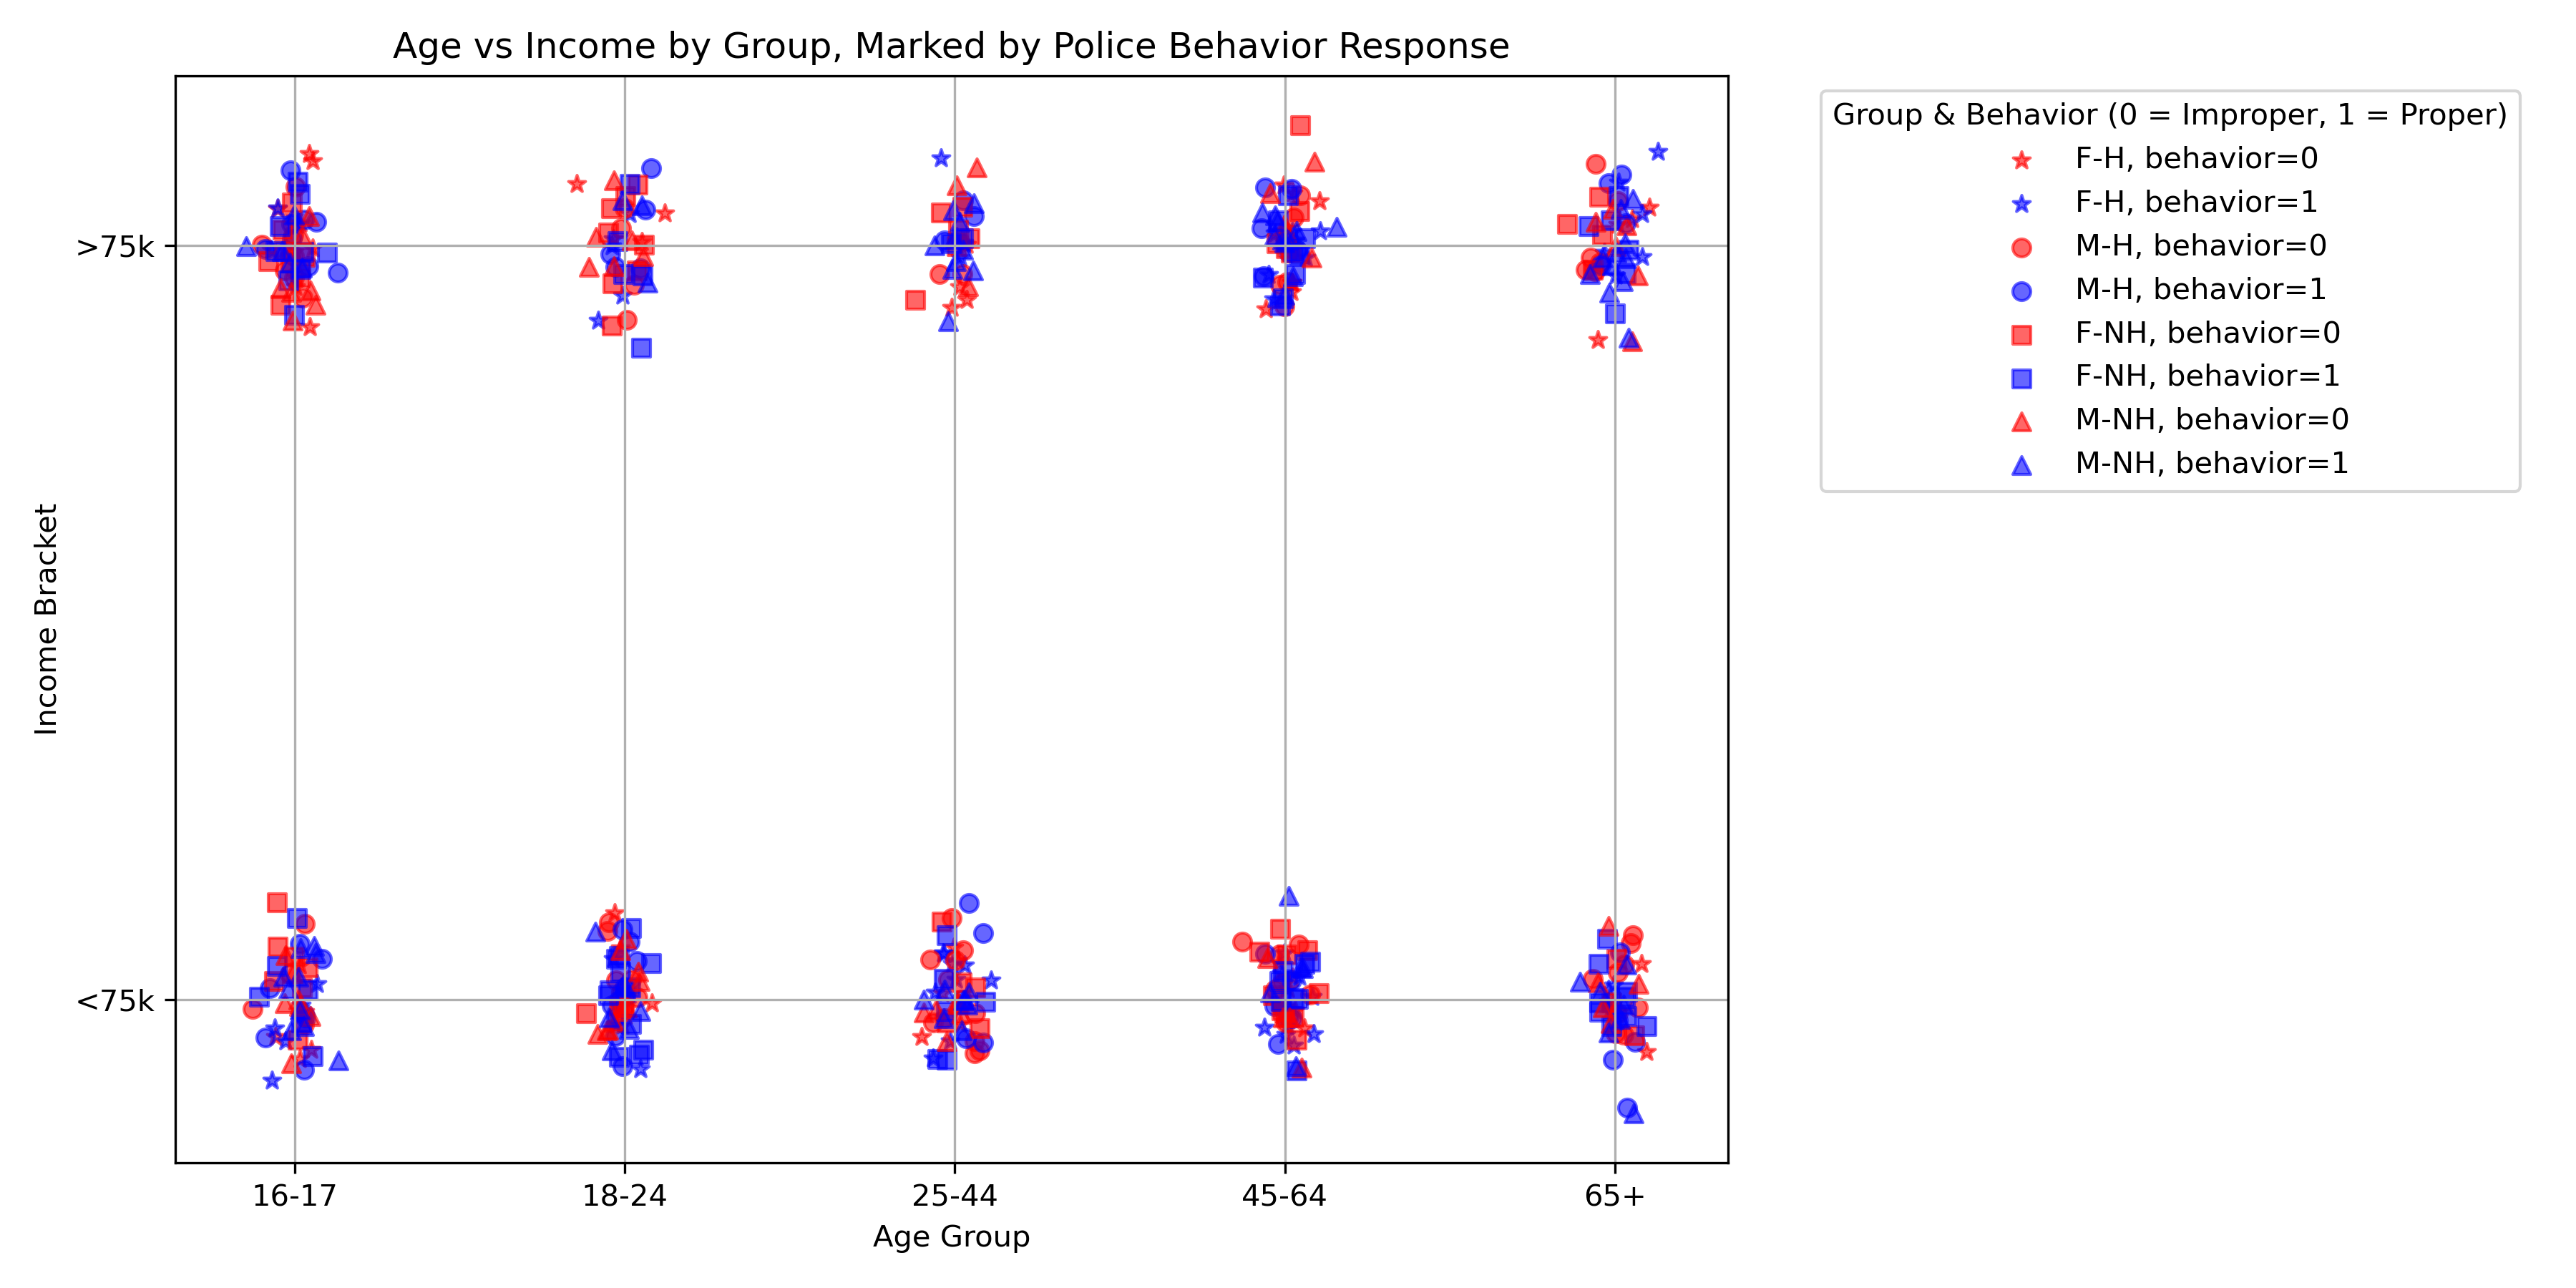 Age vs Income by Group, Marked by Police Behavior Response
Group & Behavior (0 = Improper, 1 = Proper)
F-H, behavior=0
F-H, behavior=1
M-H, behavior=0
M-H, behavior=1
F-NH, behavior=0
F-NH, behavior=1
M-NH, behavior=0
M-NH, behavior=1
Income Bracket
>75k
<75k
16-17
18-24
25-44
45-64
65+
Age Group